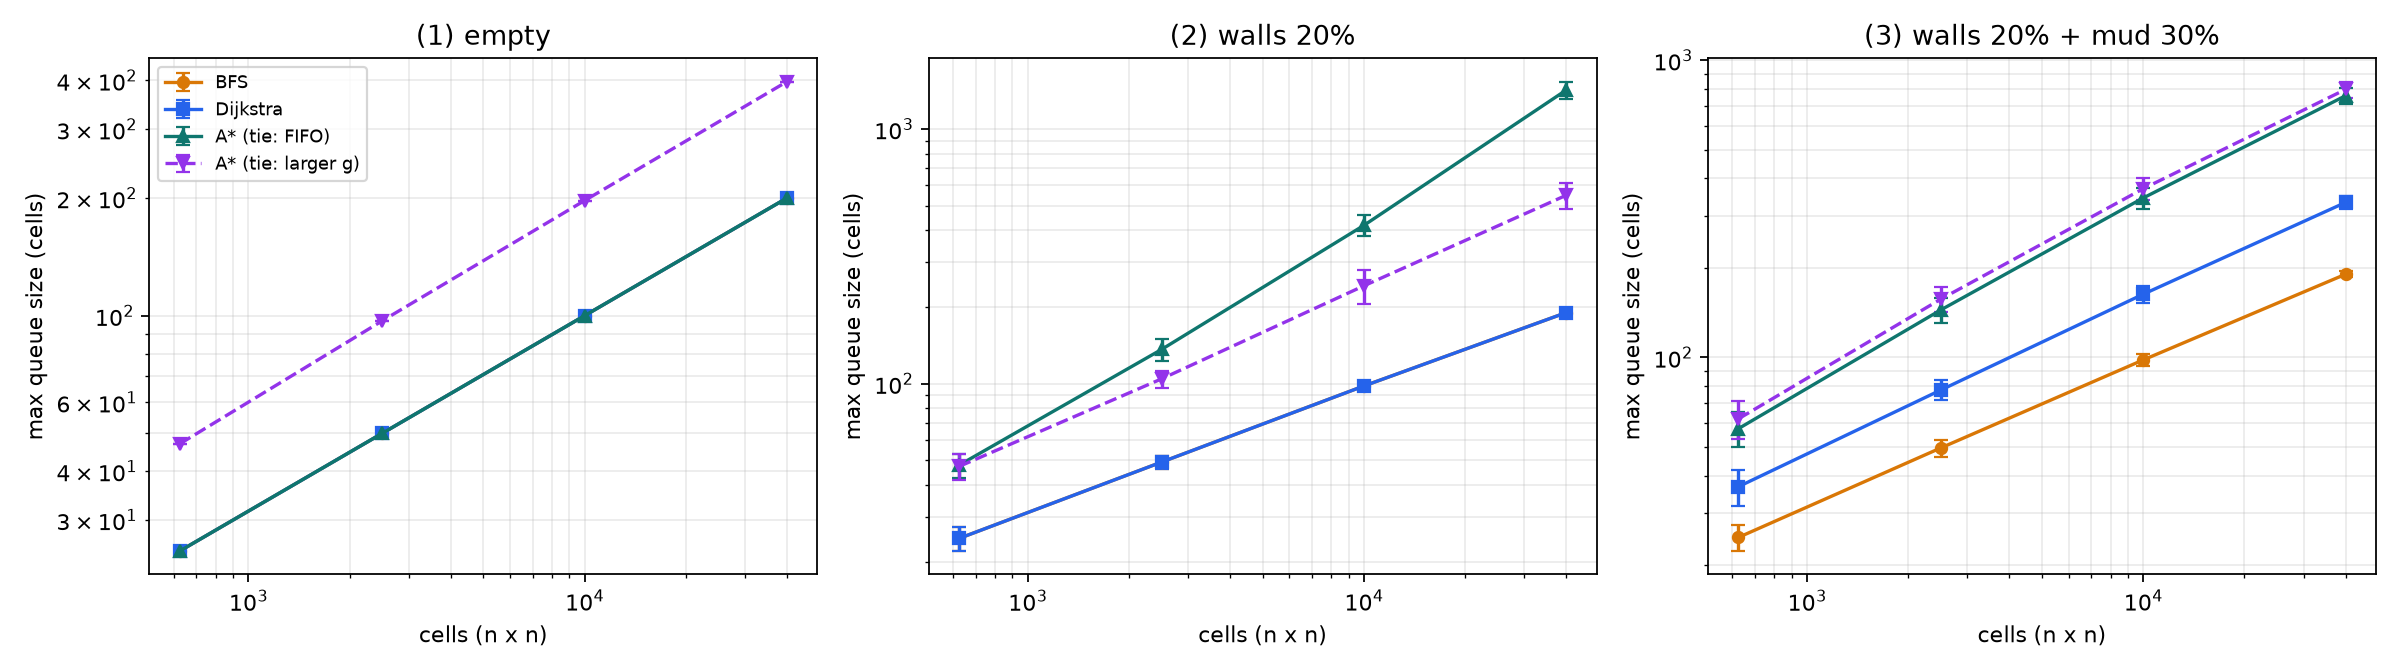 (1) empty
4 × 10²
3 × 10²
2 × 10²
10²
6 × 10¹
4 × 10¹
3 × 10¹
max queue size (cells)
BFS
Dijkstra
A* (tie: FIFO)
A* (tie: larger g)
10³
10⁴
cells (n x n)
(2) walls 20%
10³
10²
max queue size (cells)
10³
10⁴
cells (n x n)
(3) walls 20% + mud 30%
10³
10²
max queue size (cells)
10³
10⁴
cells (n x n)